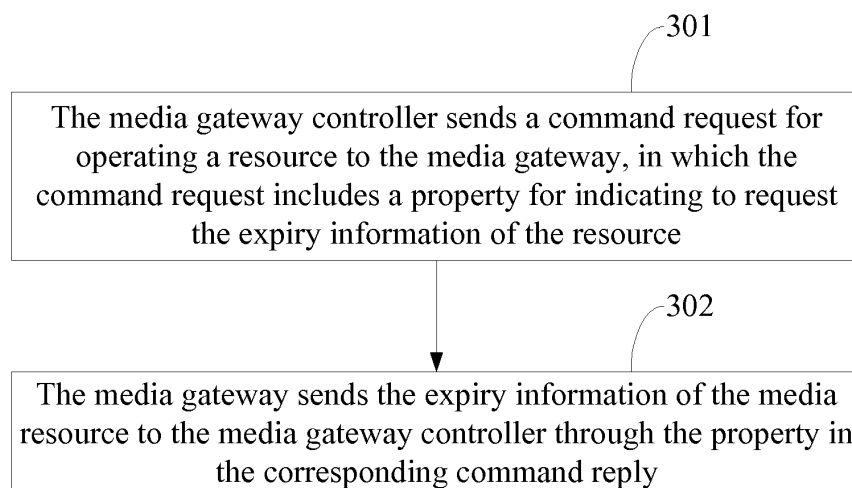 301
The media gateway controller sends a command request for
operating a resource to the media gateway, in which the
command request includes a property for indicating to request
the expiry information of the resource
302
The media gateway sends the expiry information of the media
resource to the media gateway controller through the property in
the corresponding command reply